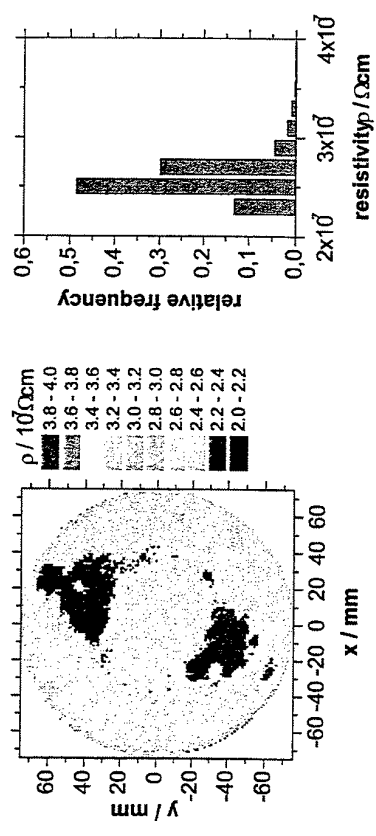 ρ / 10⁷Ωcm
3.8 - 4.0
3.6 - 3.8
3.4 - 3.6
3.2 - 3.4
3.0 - 3.2
2.8 - 3.0
2.6 - 2.8
2.4 - 2.6
2.2 - 2.4
2.0 - 2.2
y / mm
60
40
20
0
-20
-40
-60
-60 -40 -20 0 20 40 60
x / mm
relative frequency
0,6
0,5
0,4
0,3
0,2
0,1
0,0
2x10⁷ 3x10⁷ 4x10⁷
resistivityρ / Ωcm